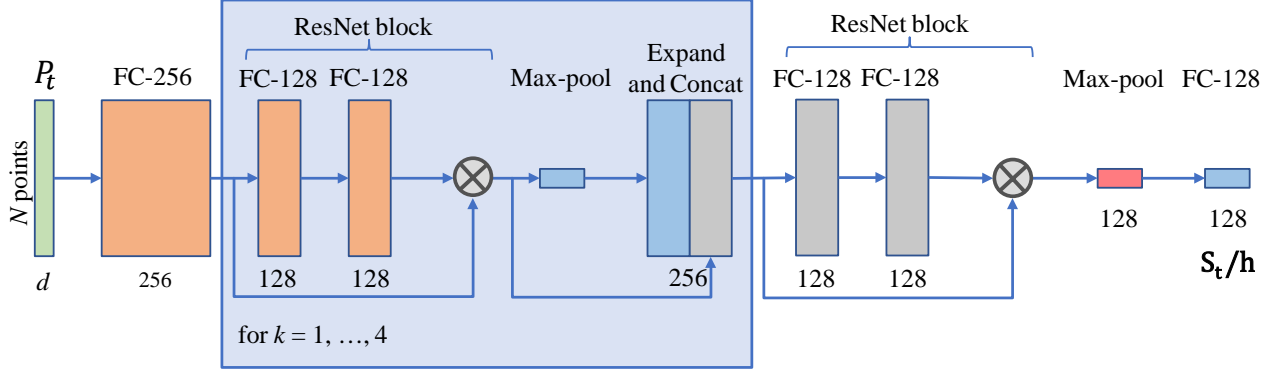 ResNet block
ResNet block
P_t
FC-256
FC-128
FC-128
Max-pool
Expand
and Concat
FC-128
FC-128
Max-pool
FC-128
N points
d
256
128
128
256
128
128
128
128
S_t/h
for k = 1, …, 4